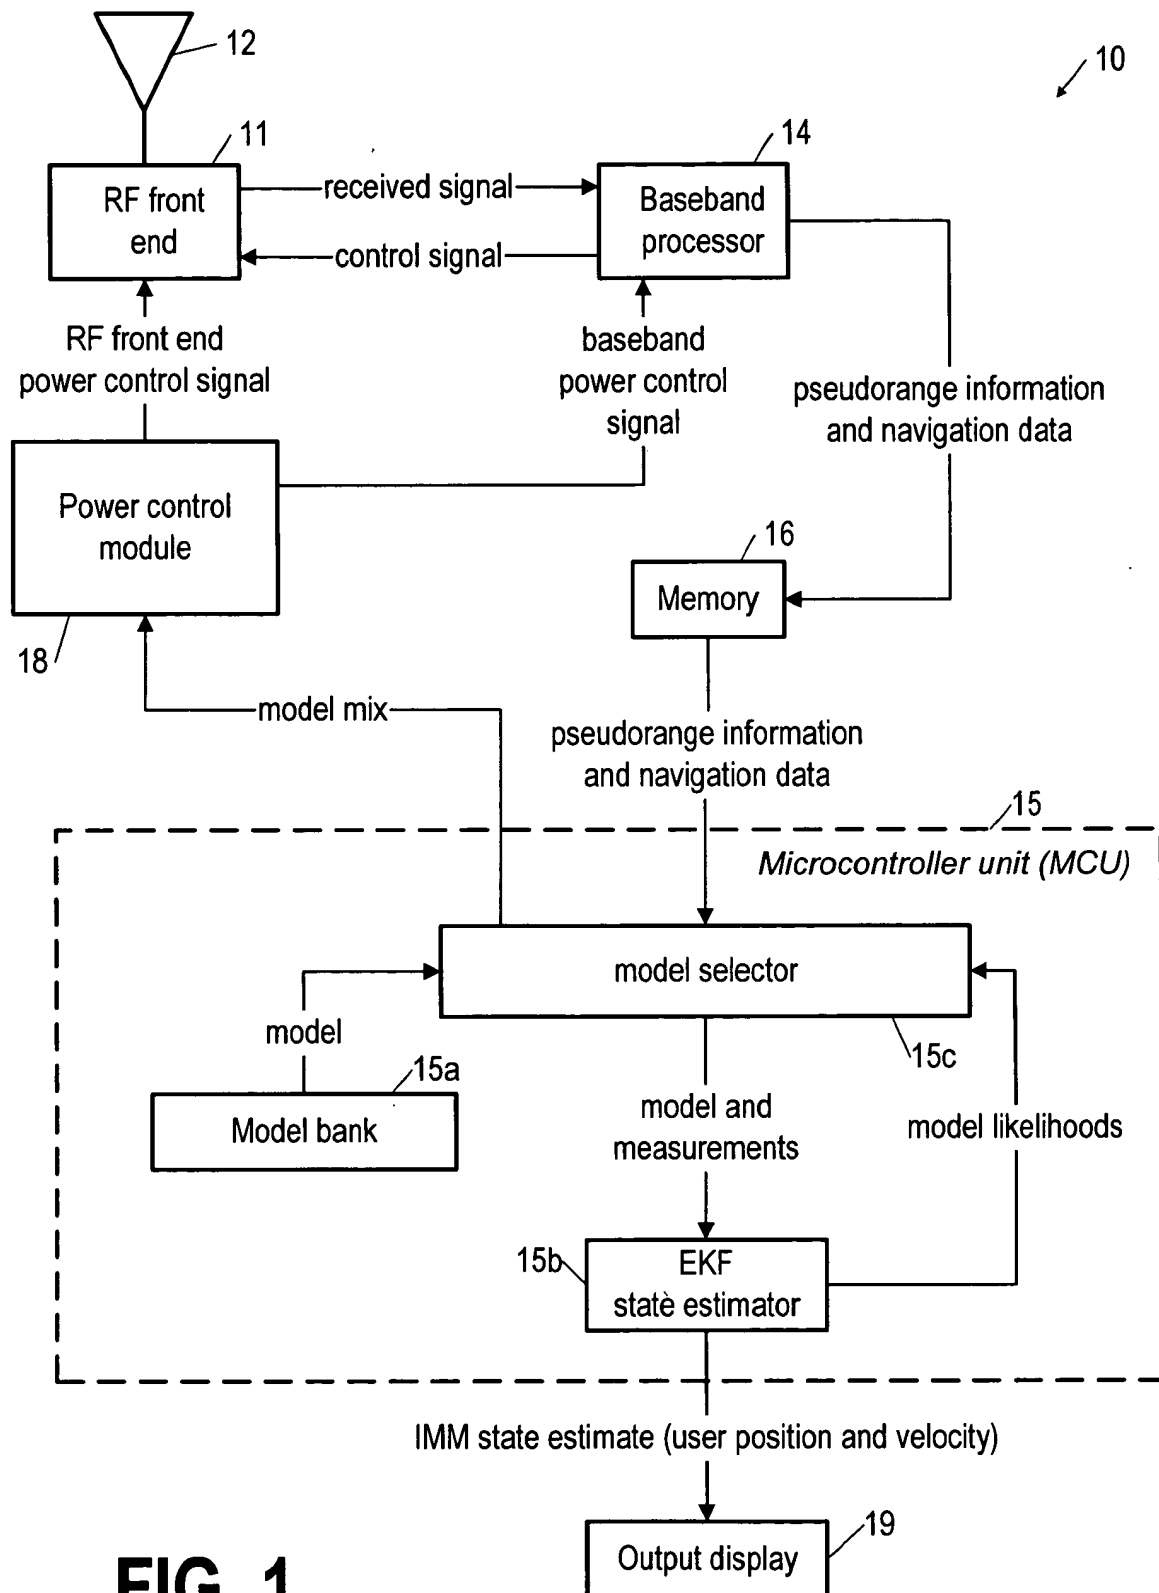 12
10
11
14
RF front
end
received signal
control signal
Baseband
processor
RF front end
power control signal
baseband
power control
signal
pseudorange information
and navigation data
Power control
module
16
Memory
18
model mix
pseudorange information
and navigation data
15
Microcontroller unit (MCU)
model selector
model
15c
15a
Model bank
model and
measurements
model likelihoods
15b
EKF
state estimator
IMM state estimate (user position and velocity)
19
Output display
FIG. 1